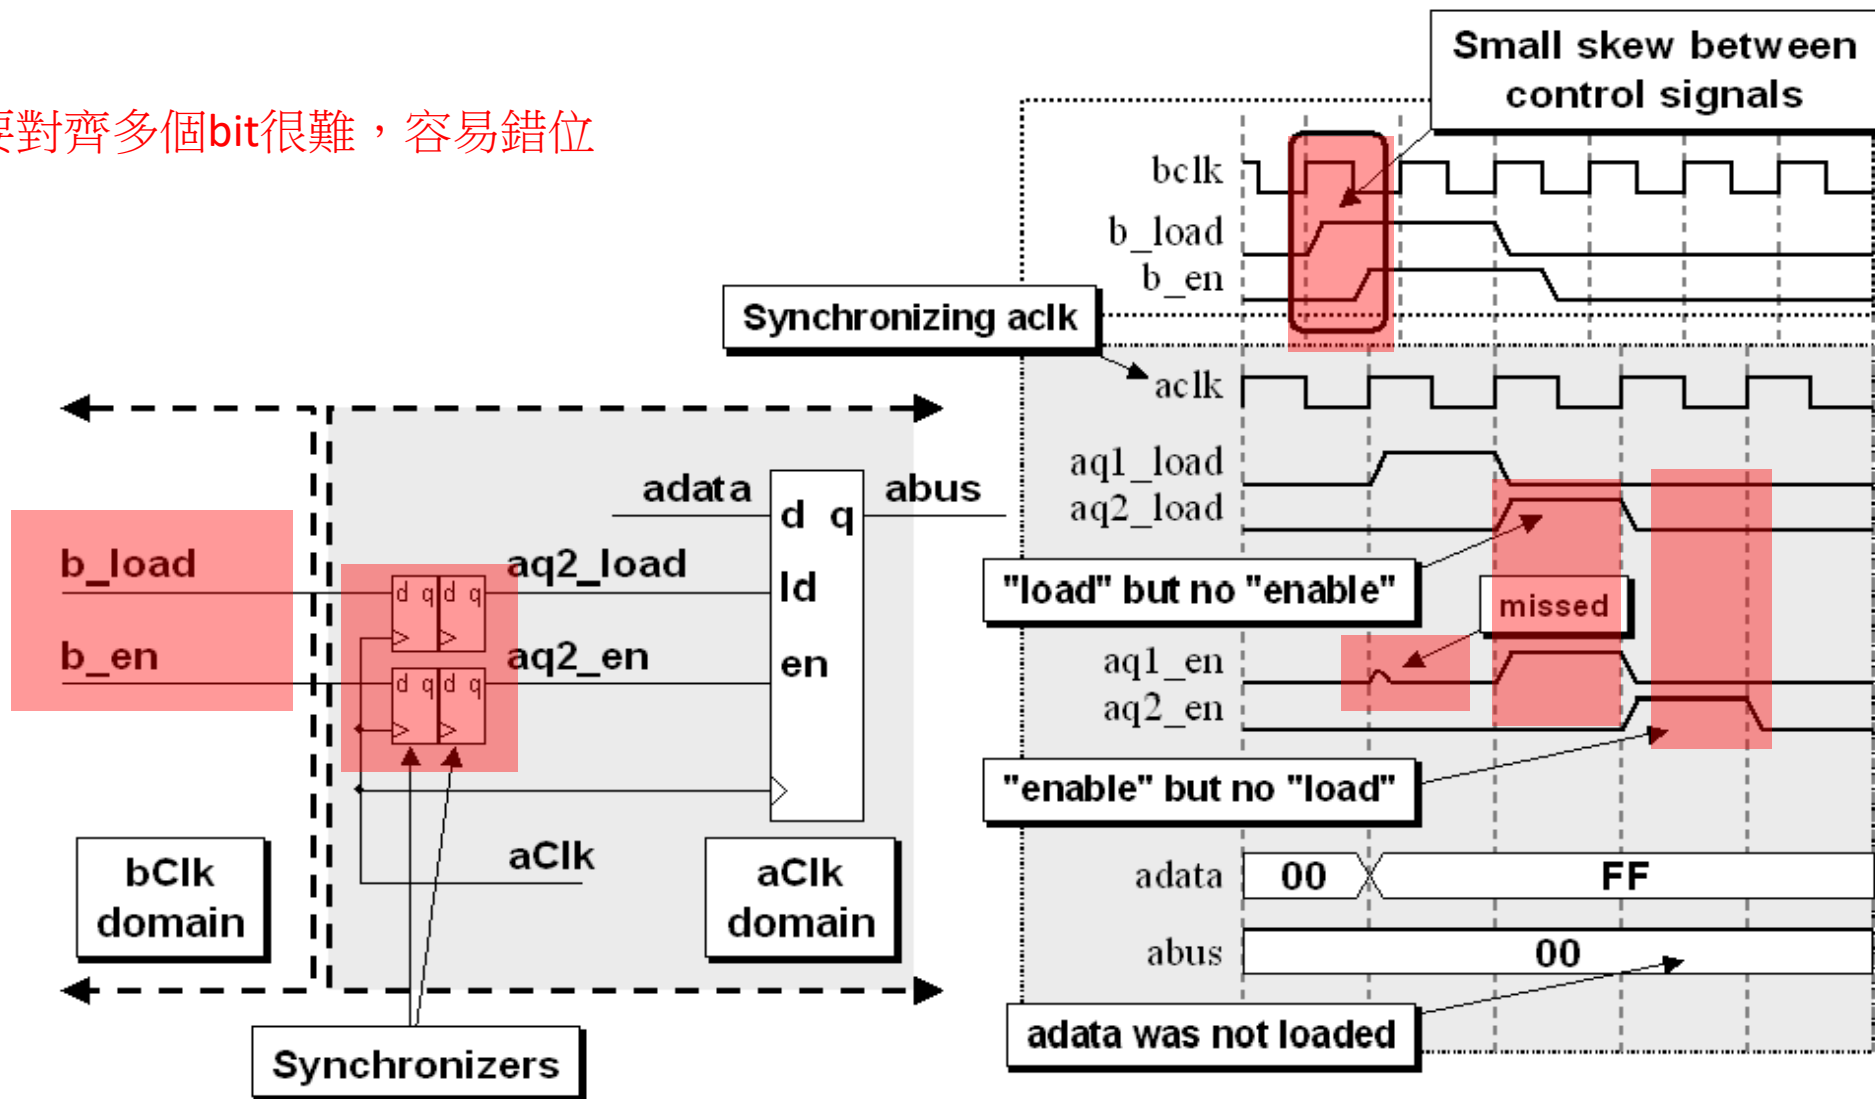 要對齊多個bit很難，容易錯位
Small skew between
control signals
bclk
b_load
b_en
Synchronizing aclk
aclk
aq1_load
aq2_load
"load" but no "enable"
missed
aq1_en
aq2_en
"enable" but no "load"
adata 00 FF
abus 00
adata was not loaded
adata d q abus
b_load d q d q aq2_load ld
b_en d q d q aq2_en en
aClk
bClk
domain
aClk
domain
Synchronizers